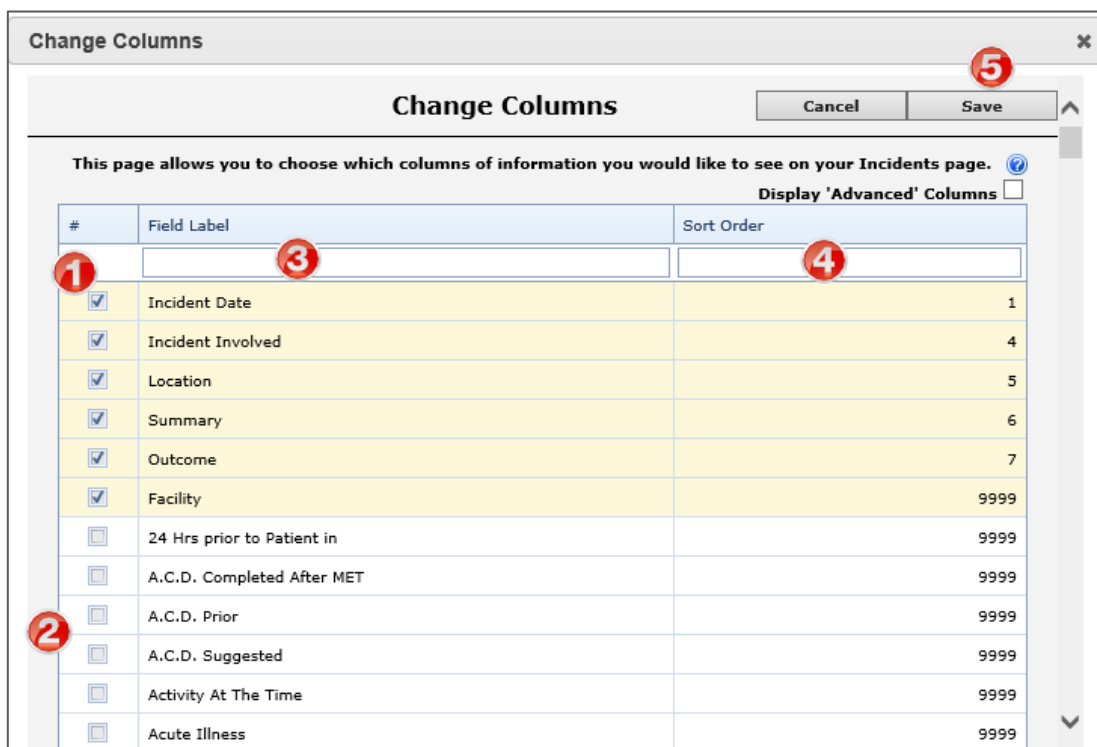 Change Columns
5
Change Columns Cancel Save
This page allows you to choose which columns of information you would like to see on your Incidents page. ?
Display 'Advanced' Columns
# Field Label Sort Order
1 3 4
Incident Date 1
Incident Involved 4
Location 5
Summary 6
Outcome 7
Facility 9999
24 Hrs prior to Patient in 9999
A.C.D. Completed After MET 9999
A.C.D. Prior 9999
2
A.C.D. Suggested 9999
Activity At The Time 9999
Acute Illness 9999